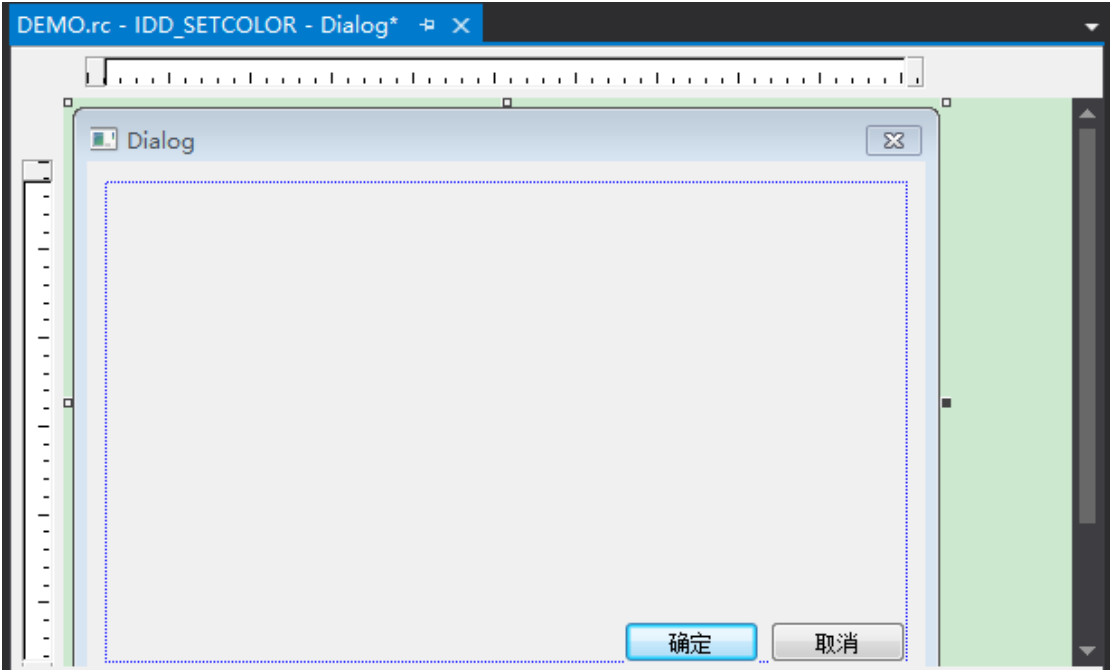 DEMO.rc - IDD_SETCOLOR - Dialog*
Dialog
确定 取消